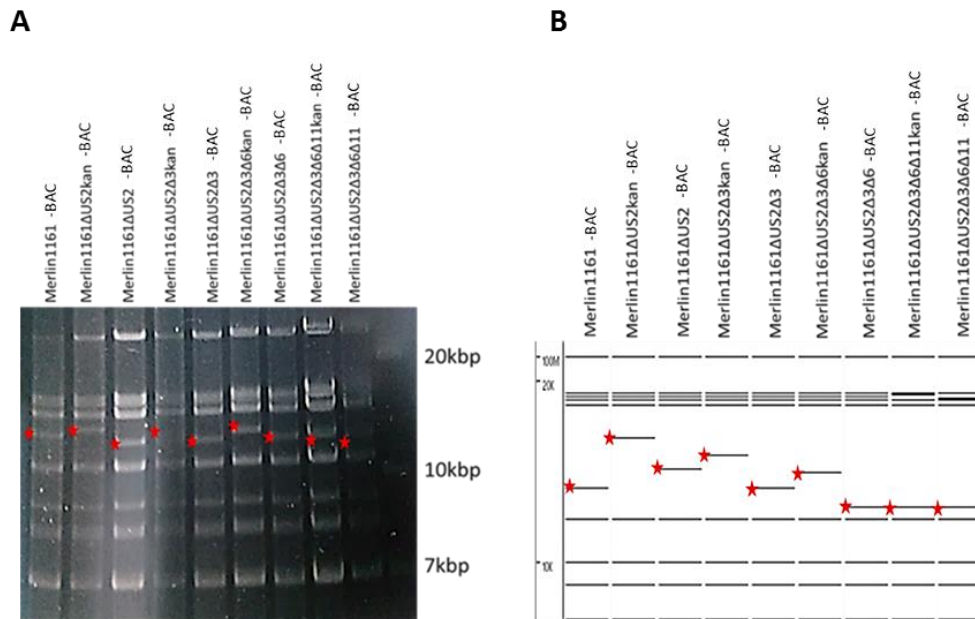 A
B
Merlin1161 -BAC
Merlin1161ΔUS2kan -BAC
Merlin1161ΔUS2 -BAC
Merlin1161ΔUS2Δ3kan -BAC
Merlin1161ΔUS2Δ3 -BAC
Merlin1161ΔUS2Δ3Δ6kan -BAC
Merlin1161ΔUS2Δ3Δ6 -BAC
Merlin1161ΔUS2Δ3Δ6Δ11kan -BAC
Merlin1161ΔUS2Δ3Δ6Δ11 -BAC
20kbp
10kbp
7kbp
Merlin1161 -BAC
Merlin1161ΔUS2kan -BAC
Merlin1161ΔUS2 -BAC
Merlin1161ΔUS2Δ3kan -BAC
Merlin1161ΔUS2Δ3 -BAC
Merlin1161ΔUS2Δ3Δ6kan -BAC
Merlin1161ΔUS2Δ3Δ6 -BAC
Merlin1161ΔUS2Δ3Δ6Δ11kan -BAC
Merlin1161ΔUS2Δ3Δ6Δ11 -BAC
100M
20K
10K